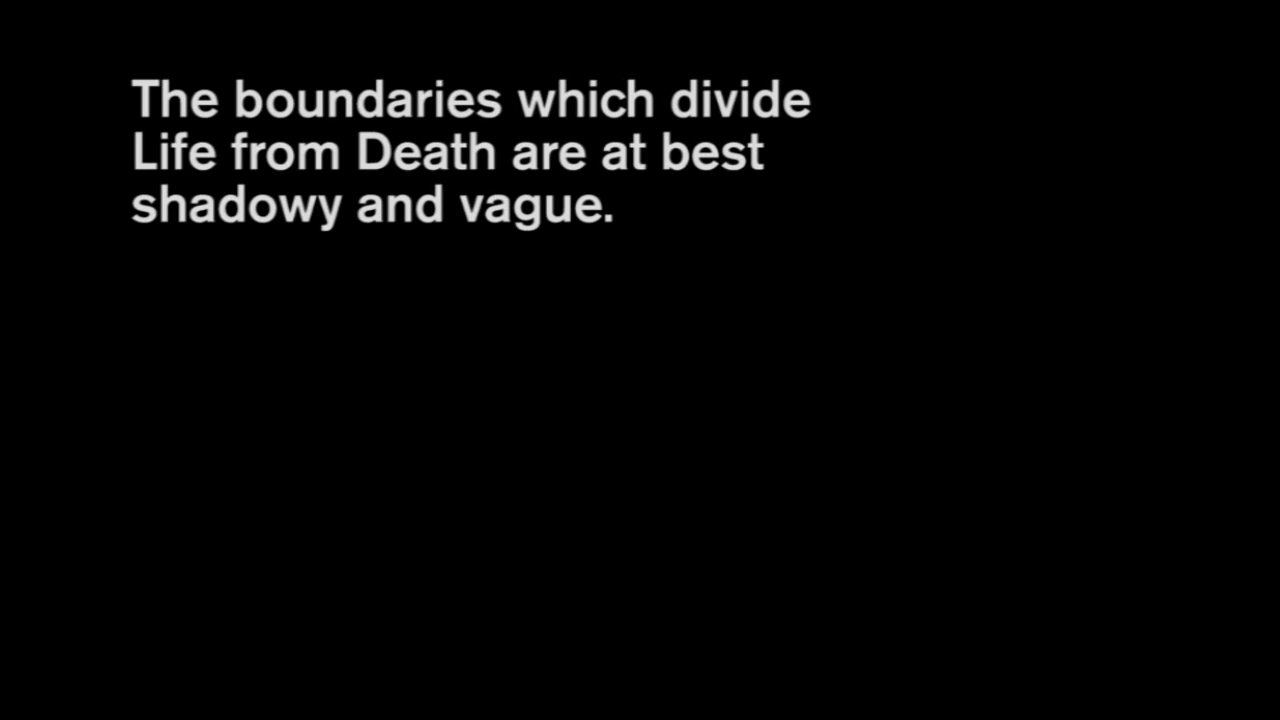 The boundaries which divide
Life from Death are at best
shadowy and vague.